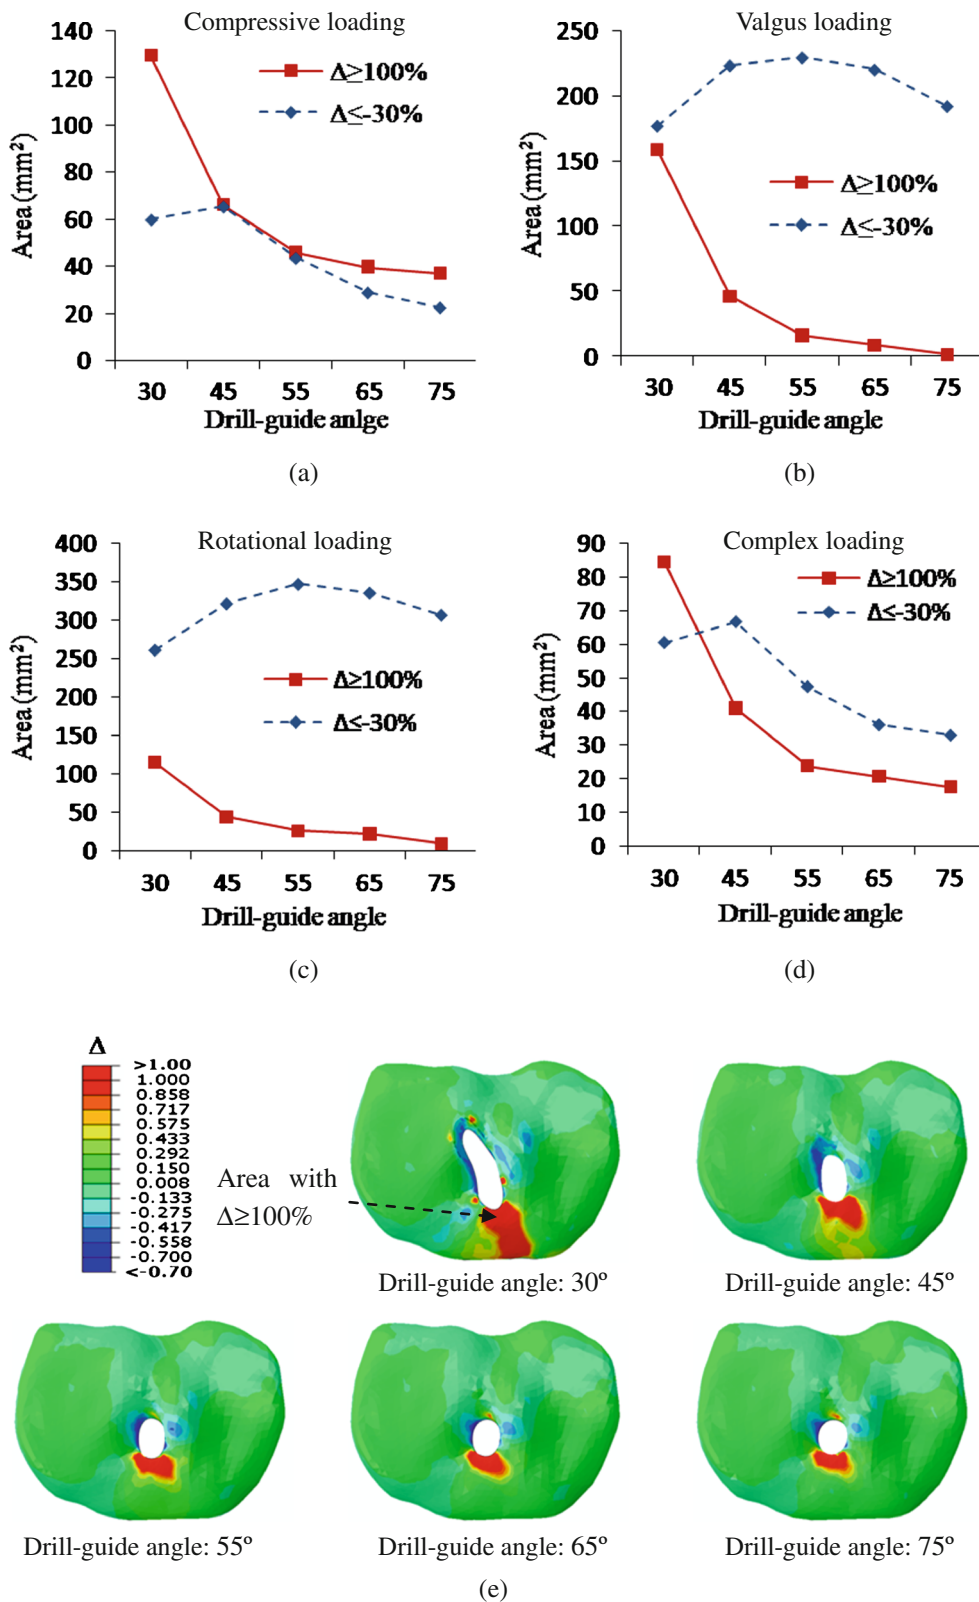 Compressive loading
140
120
100
80
60
40
20
0
Area (mm²)
Δ≥100%
Δ≤-30%
30 45 55 65 75
Drill-guide anlge
(a)
Valgus loading
250
200
150
100
50
0
Area (mm²)
Δ≥100%
Δ≤-30%
30 45 55 65 75
Drill-guide angle
(b)
Rotational loading
400
350
300
250
200
150
100
50
0
Area (mm²)
Δ≥100%
Δ≤-30%
30 45 55 65 75
Drill-guide angle
(c)
Complex loading
90
80
70
60
50
40
30
20
10
0
Area (mm²)
Δ≥100%
Δ≤-30%
30 45 55 65 75
Drill-guide angle
(d)
Δ
>1.00
1.000
0.858
0.717
0.575
0.433
0.292
0.150
0.008
-0.133
-0.275
-0.417
-0.558
-0.700
<-0.70
Area with
Δ≥100%
Drill-guide angle: 30º
Drill-guide angle: 45º
Drill-guide angle: 55º
Drill-guide angle: 65º
Drill-guide angle: 75º
(e)